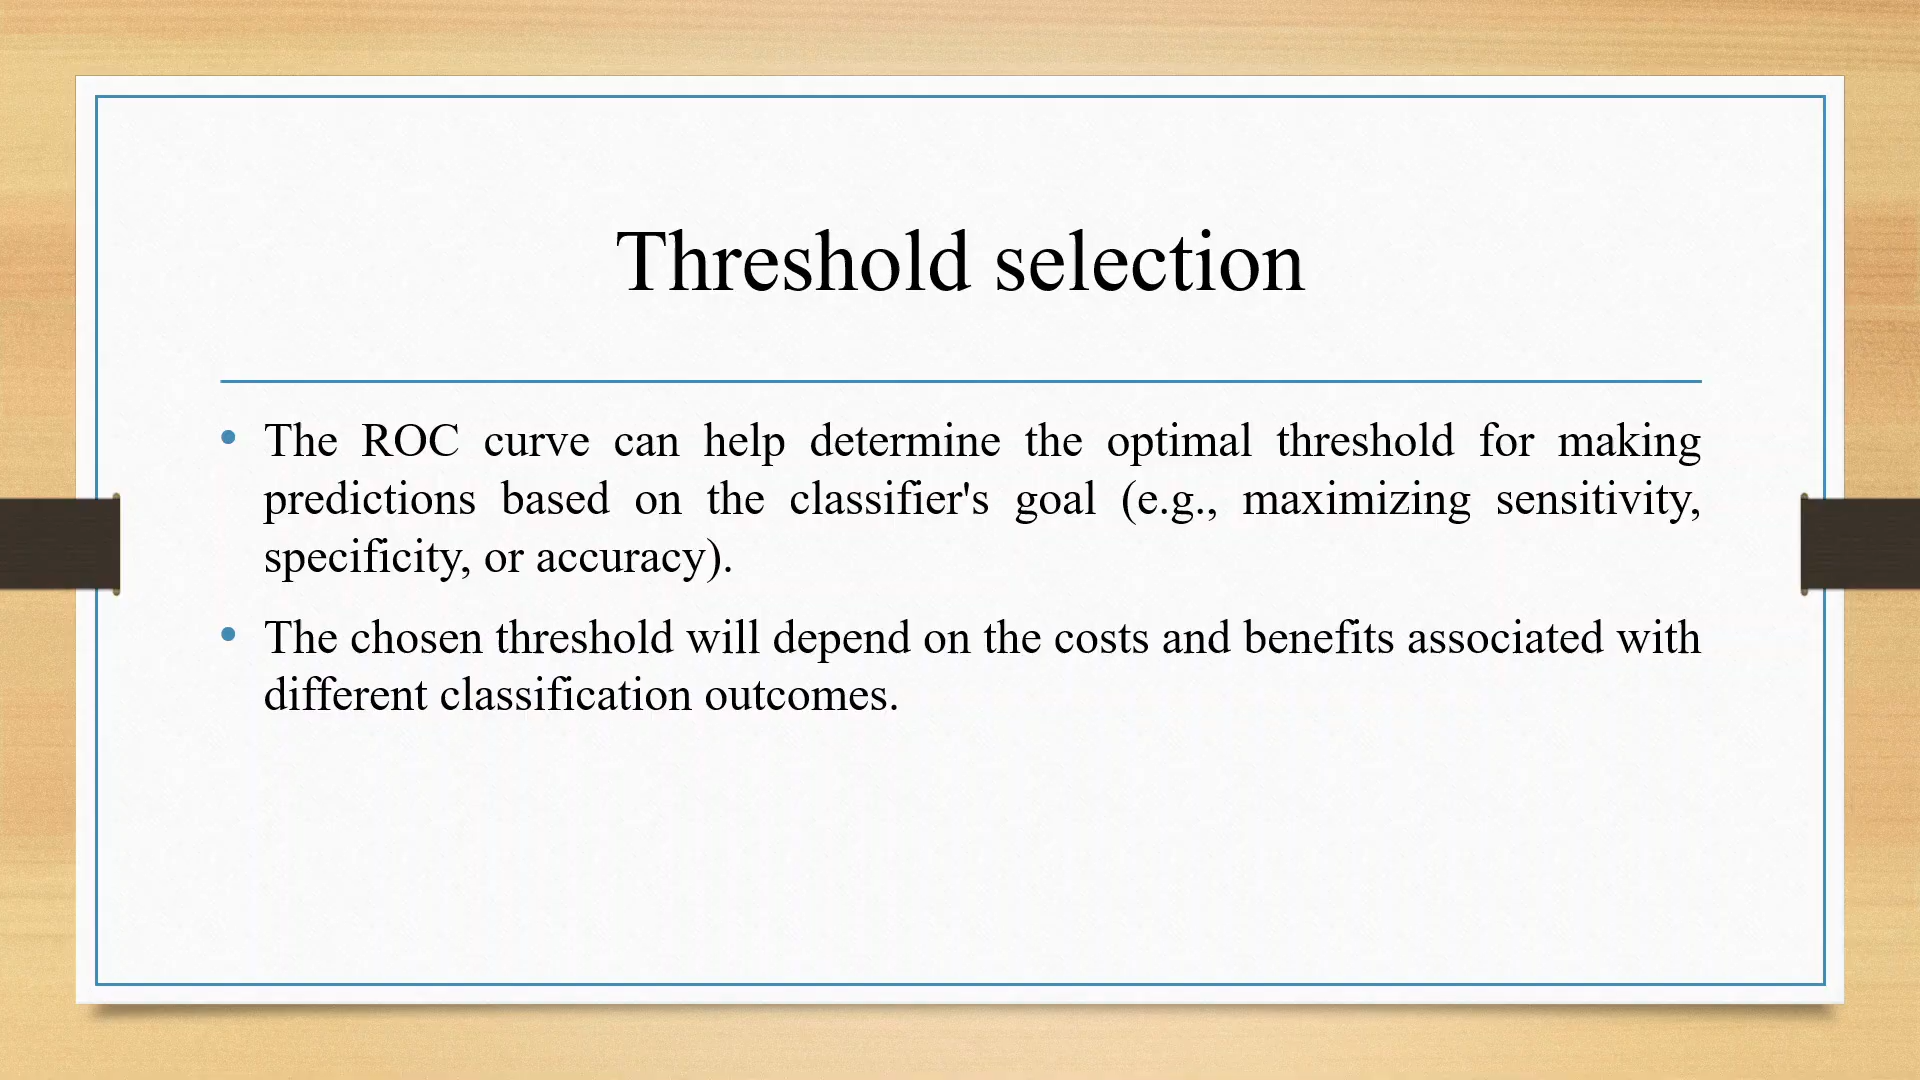 Threshold selection
• The ROC curve can help determine the optimal threshold for making
predictions based on the classifier's goal (e.g., maximizing sensitivity,
specificity, or accuracy).
• The chosen threshold will depend on the costs and benefits associated with
different classification outcomes.